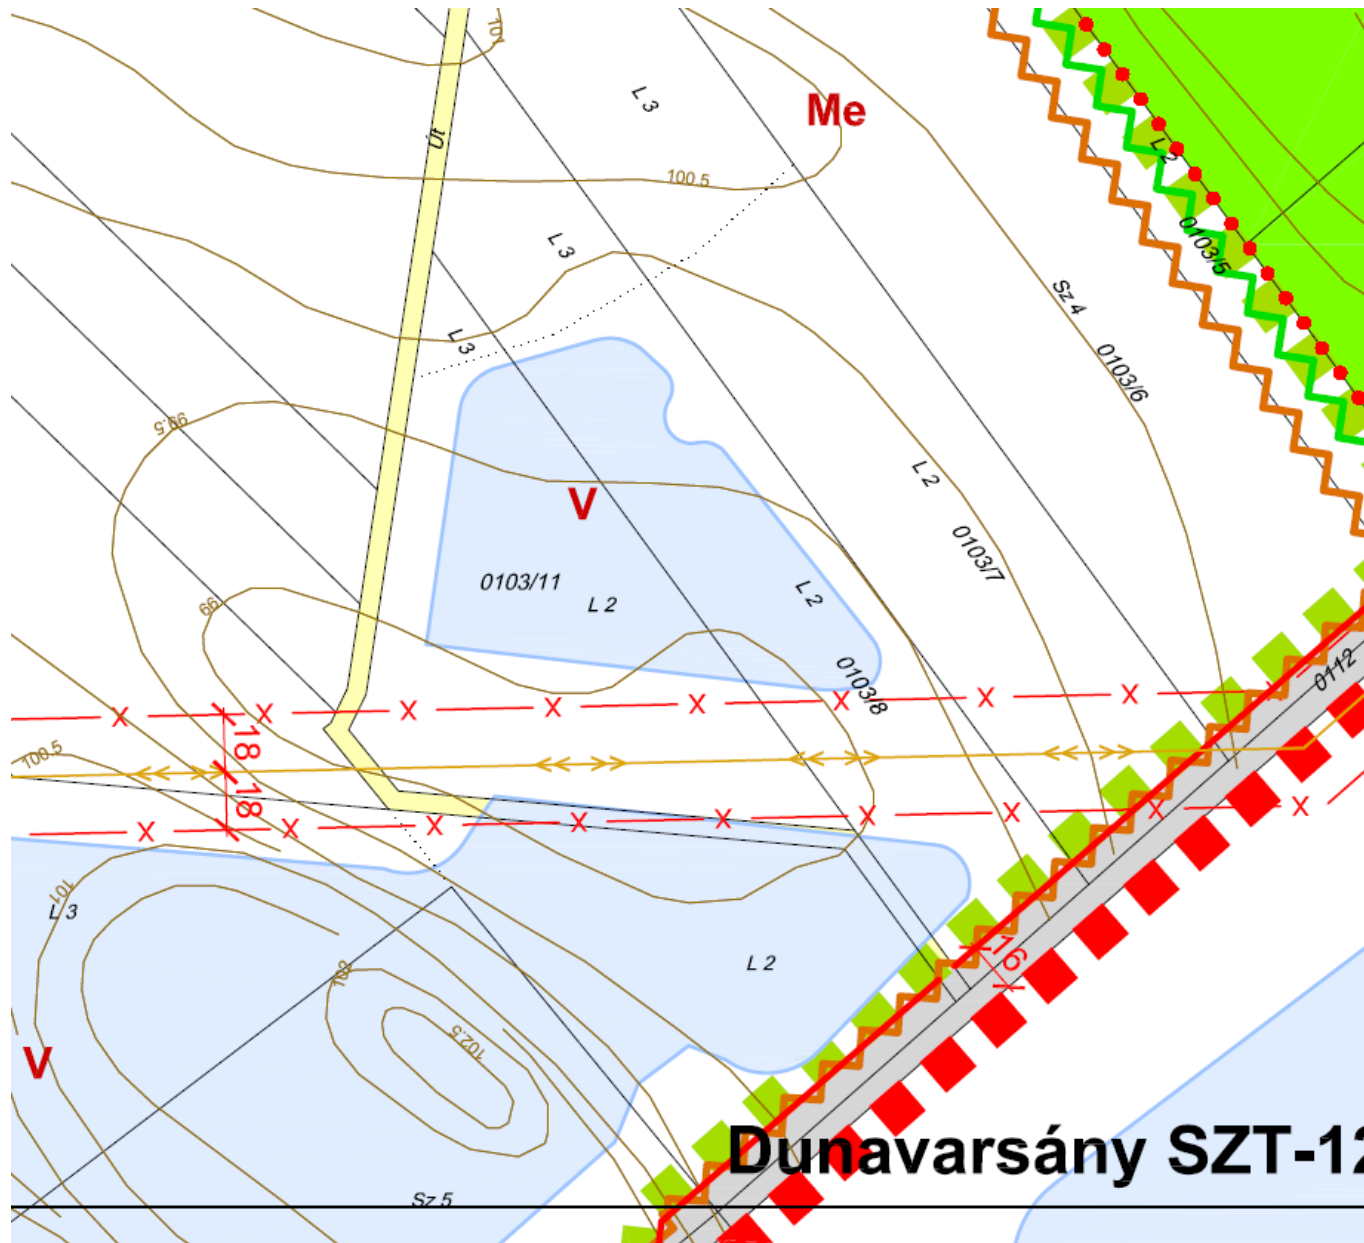 101
L 3
Me
Út
L 2
100.5
0103/5
L 3
Sz 4
L 3
0103/6
99.5
L 2
V
0103/7
0103/11
L 2
L 2
99
0103/8
0112
X X X X X X X X
18
100.5
18
X X X X X X X X X
101
L 3
16
L 2
102
102.5
V
Dunavarsány SZT-12
Sz 5